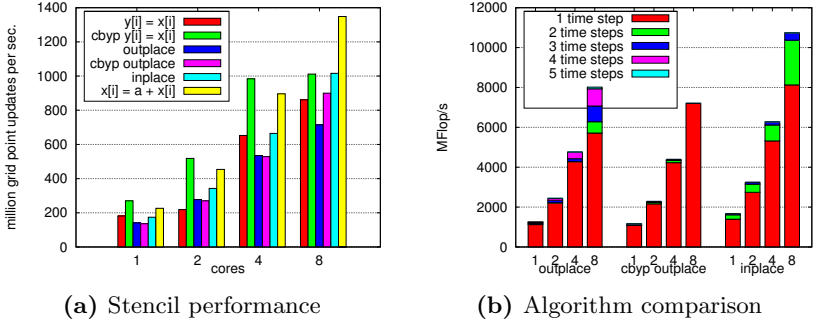 million grid point updates per sec.
1400
1200
1000
800
600
400
200
0
y[i] = x[i]
cbyp y[i] = x[i]
outplace
cbyp outplace
inplace
x[i] = a + x[i]
1 2 4 8
cores
(a) Stencil performance
MFlop/s
12000
10000
8000
6000
4000
2000
0
1 time step
2 time steps
3 time steps
4 time steps
5 time steps
1 2 4 8 1 2 4 8 1 2 4 8
outplace cbyp outplace inplace
(b) Algorithm comparison